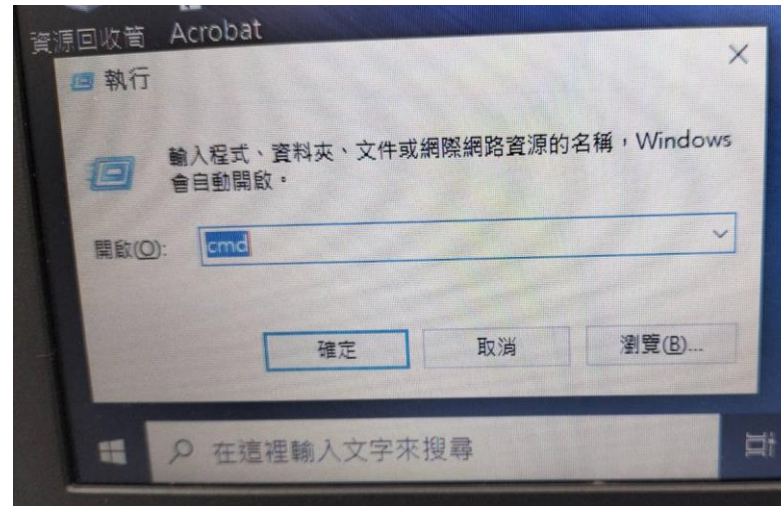 資源回收筒 Acrobat
執行
輸入程式、資料夾、文件或網際網路資源的名稱，Windows
會自動開啟。
開啟(O): cmd
確定 取消 瀏覽(B)...
在這裡輸入文字來搜尋